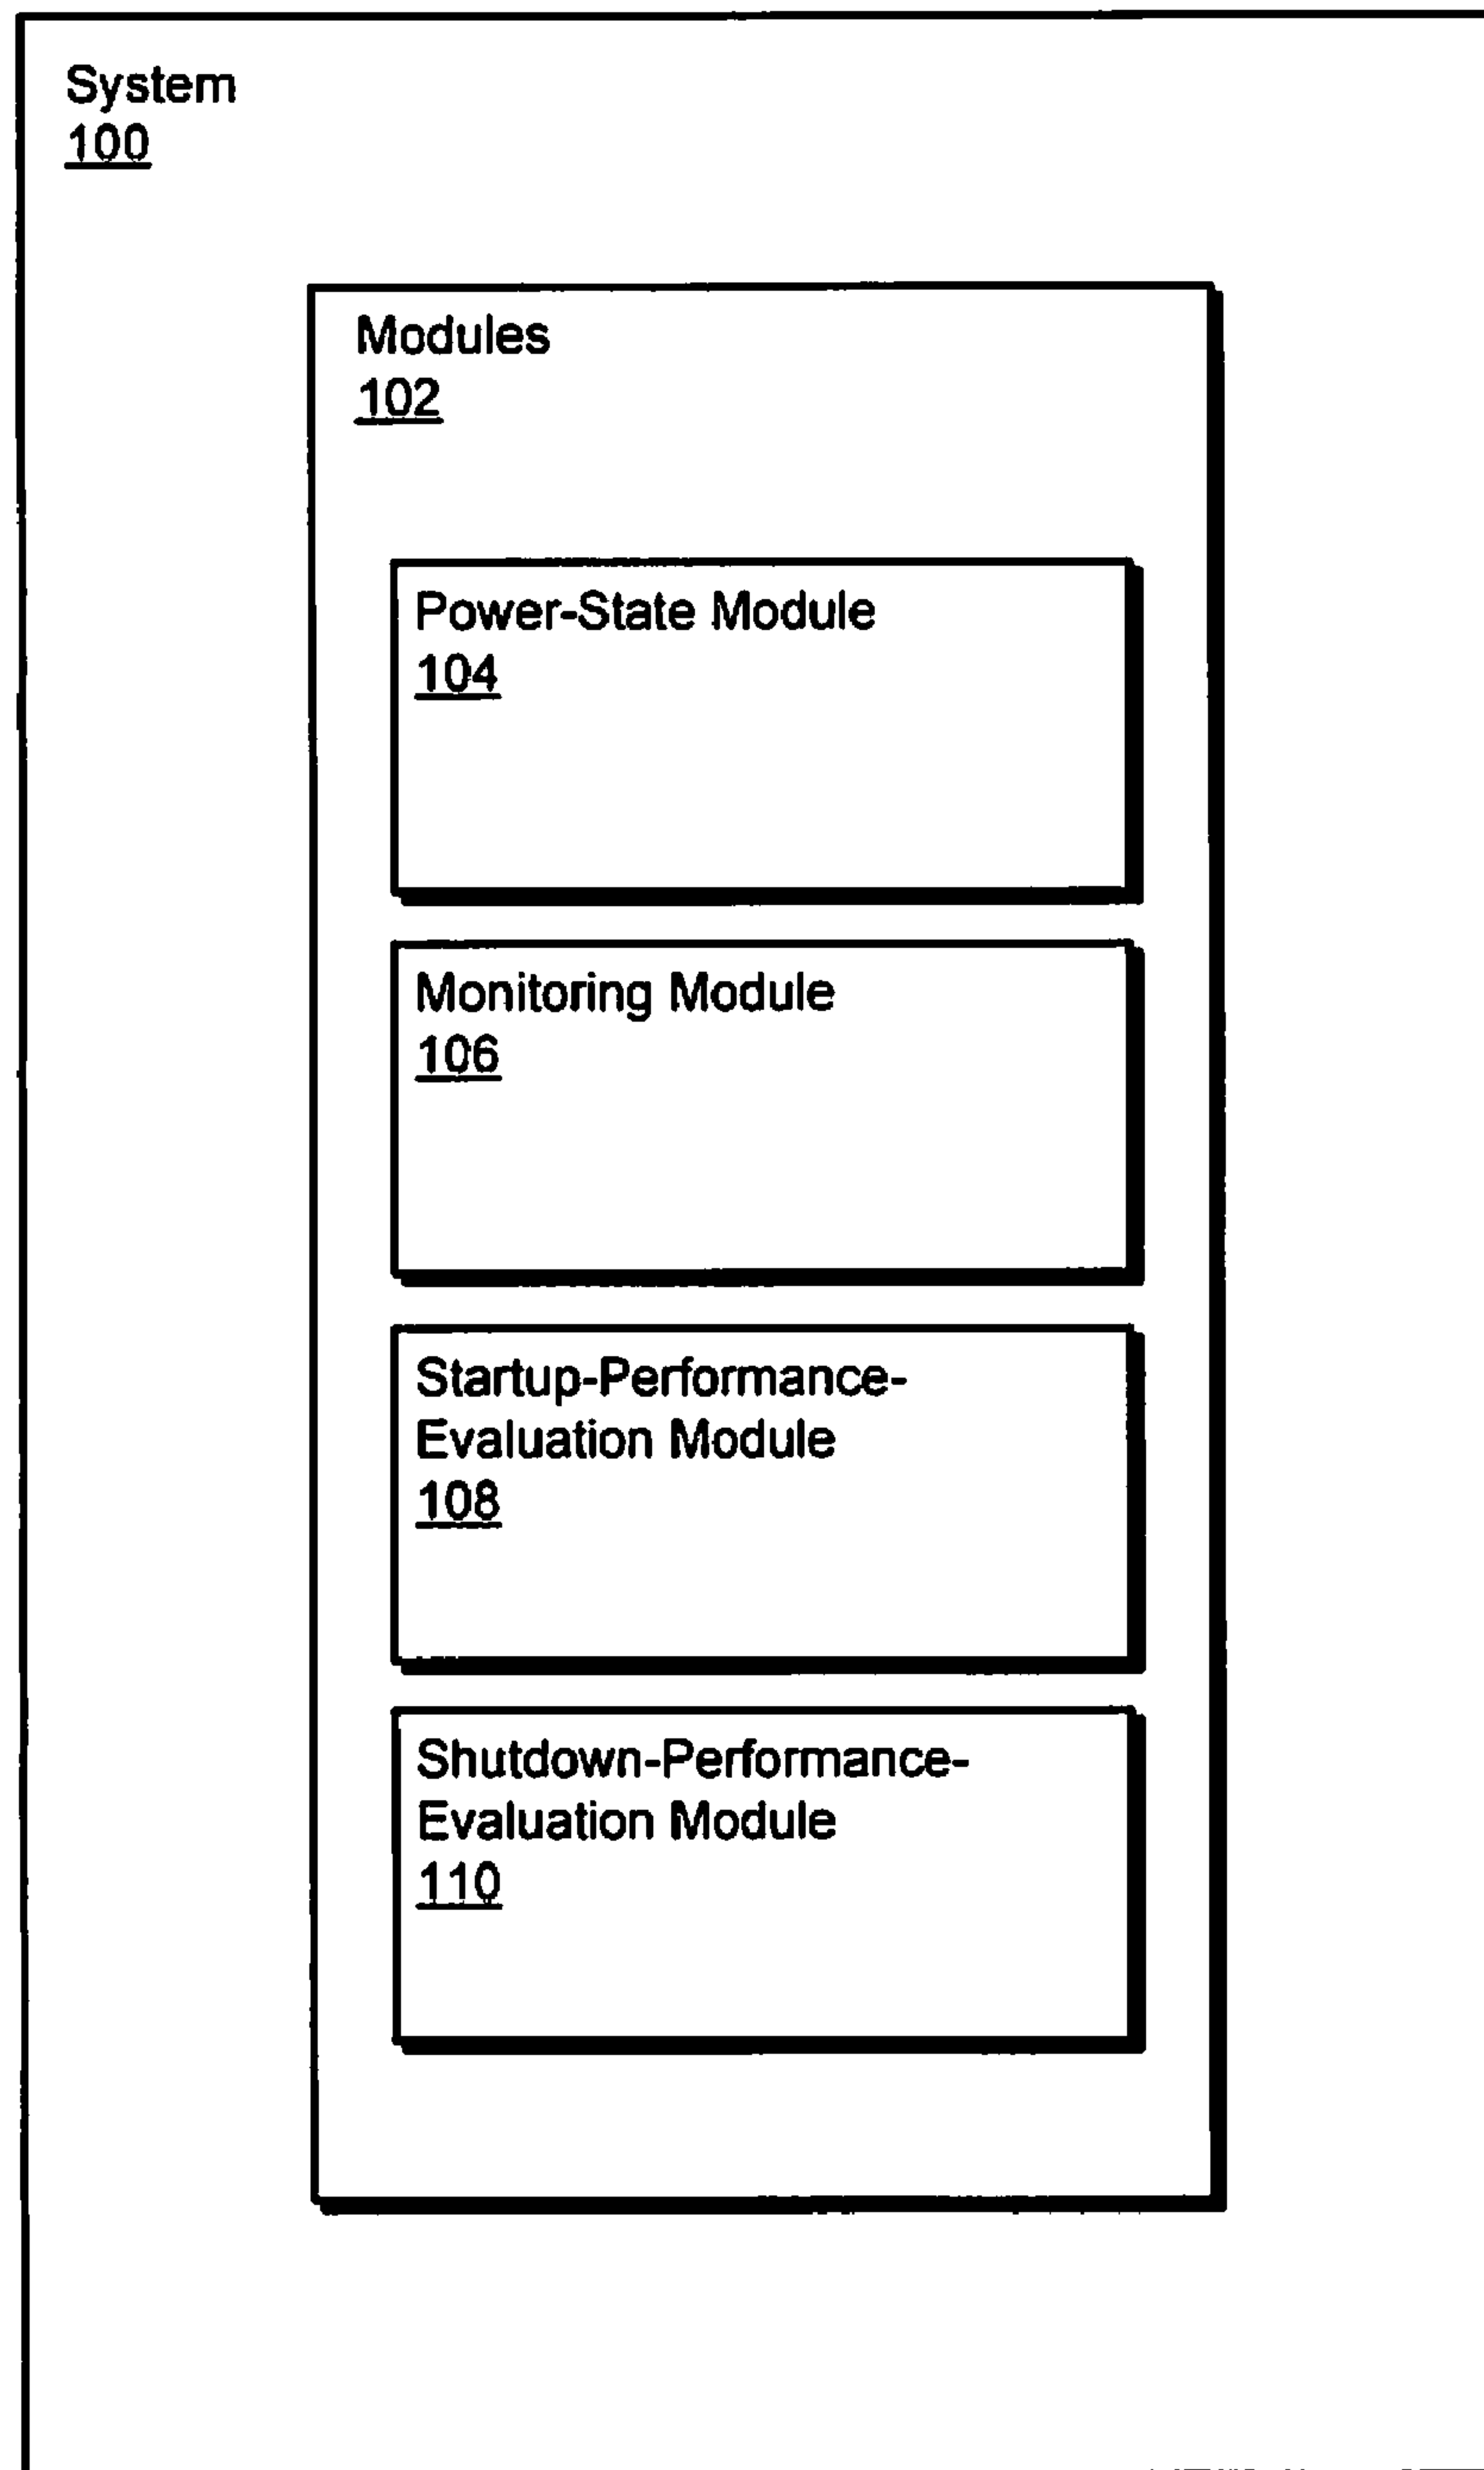 System
100
Modules
102
Power-State Module
104
Monitoring Module
106
Startup-Performance-
Evaluation Module
108
Shutdown-Performance-
Evaluation Module
110